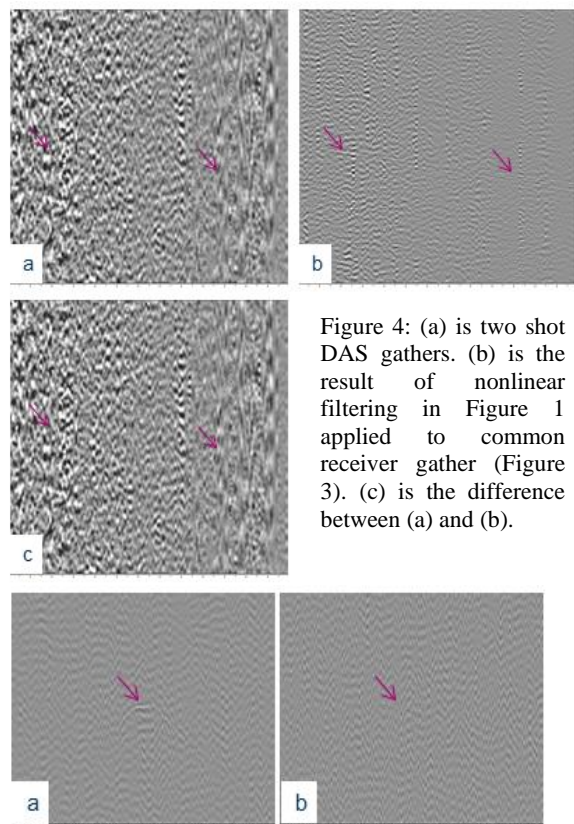 a
b
c
Figure 4: (a) is two shot
DAS gathers. (b) is the
result of nonlinear
filtering in Figure 1
applied to common
receiver gather (Figure
3). (c) is the difference
between (a) and (b).
a
b